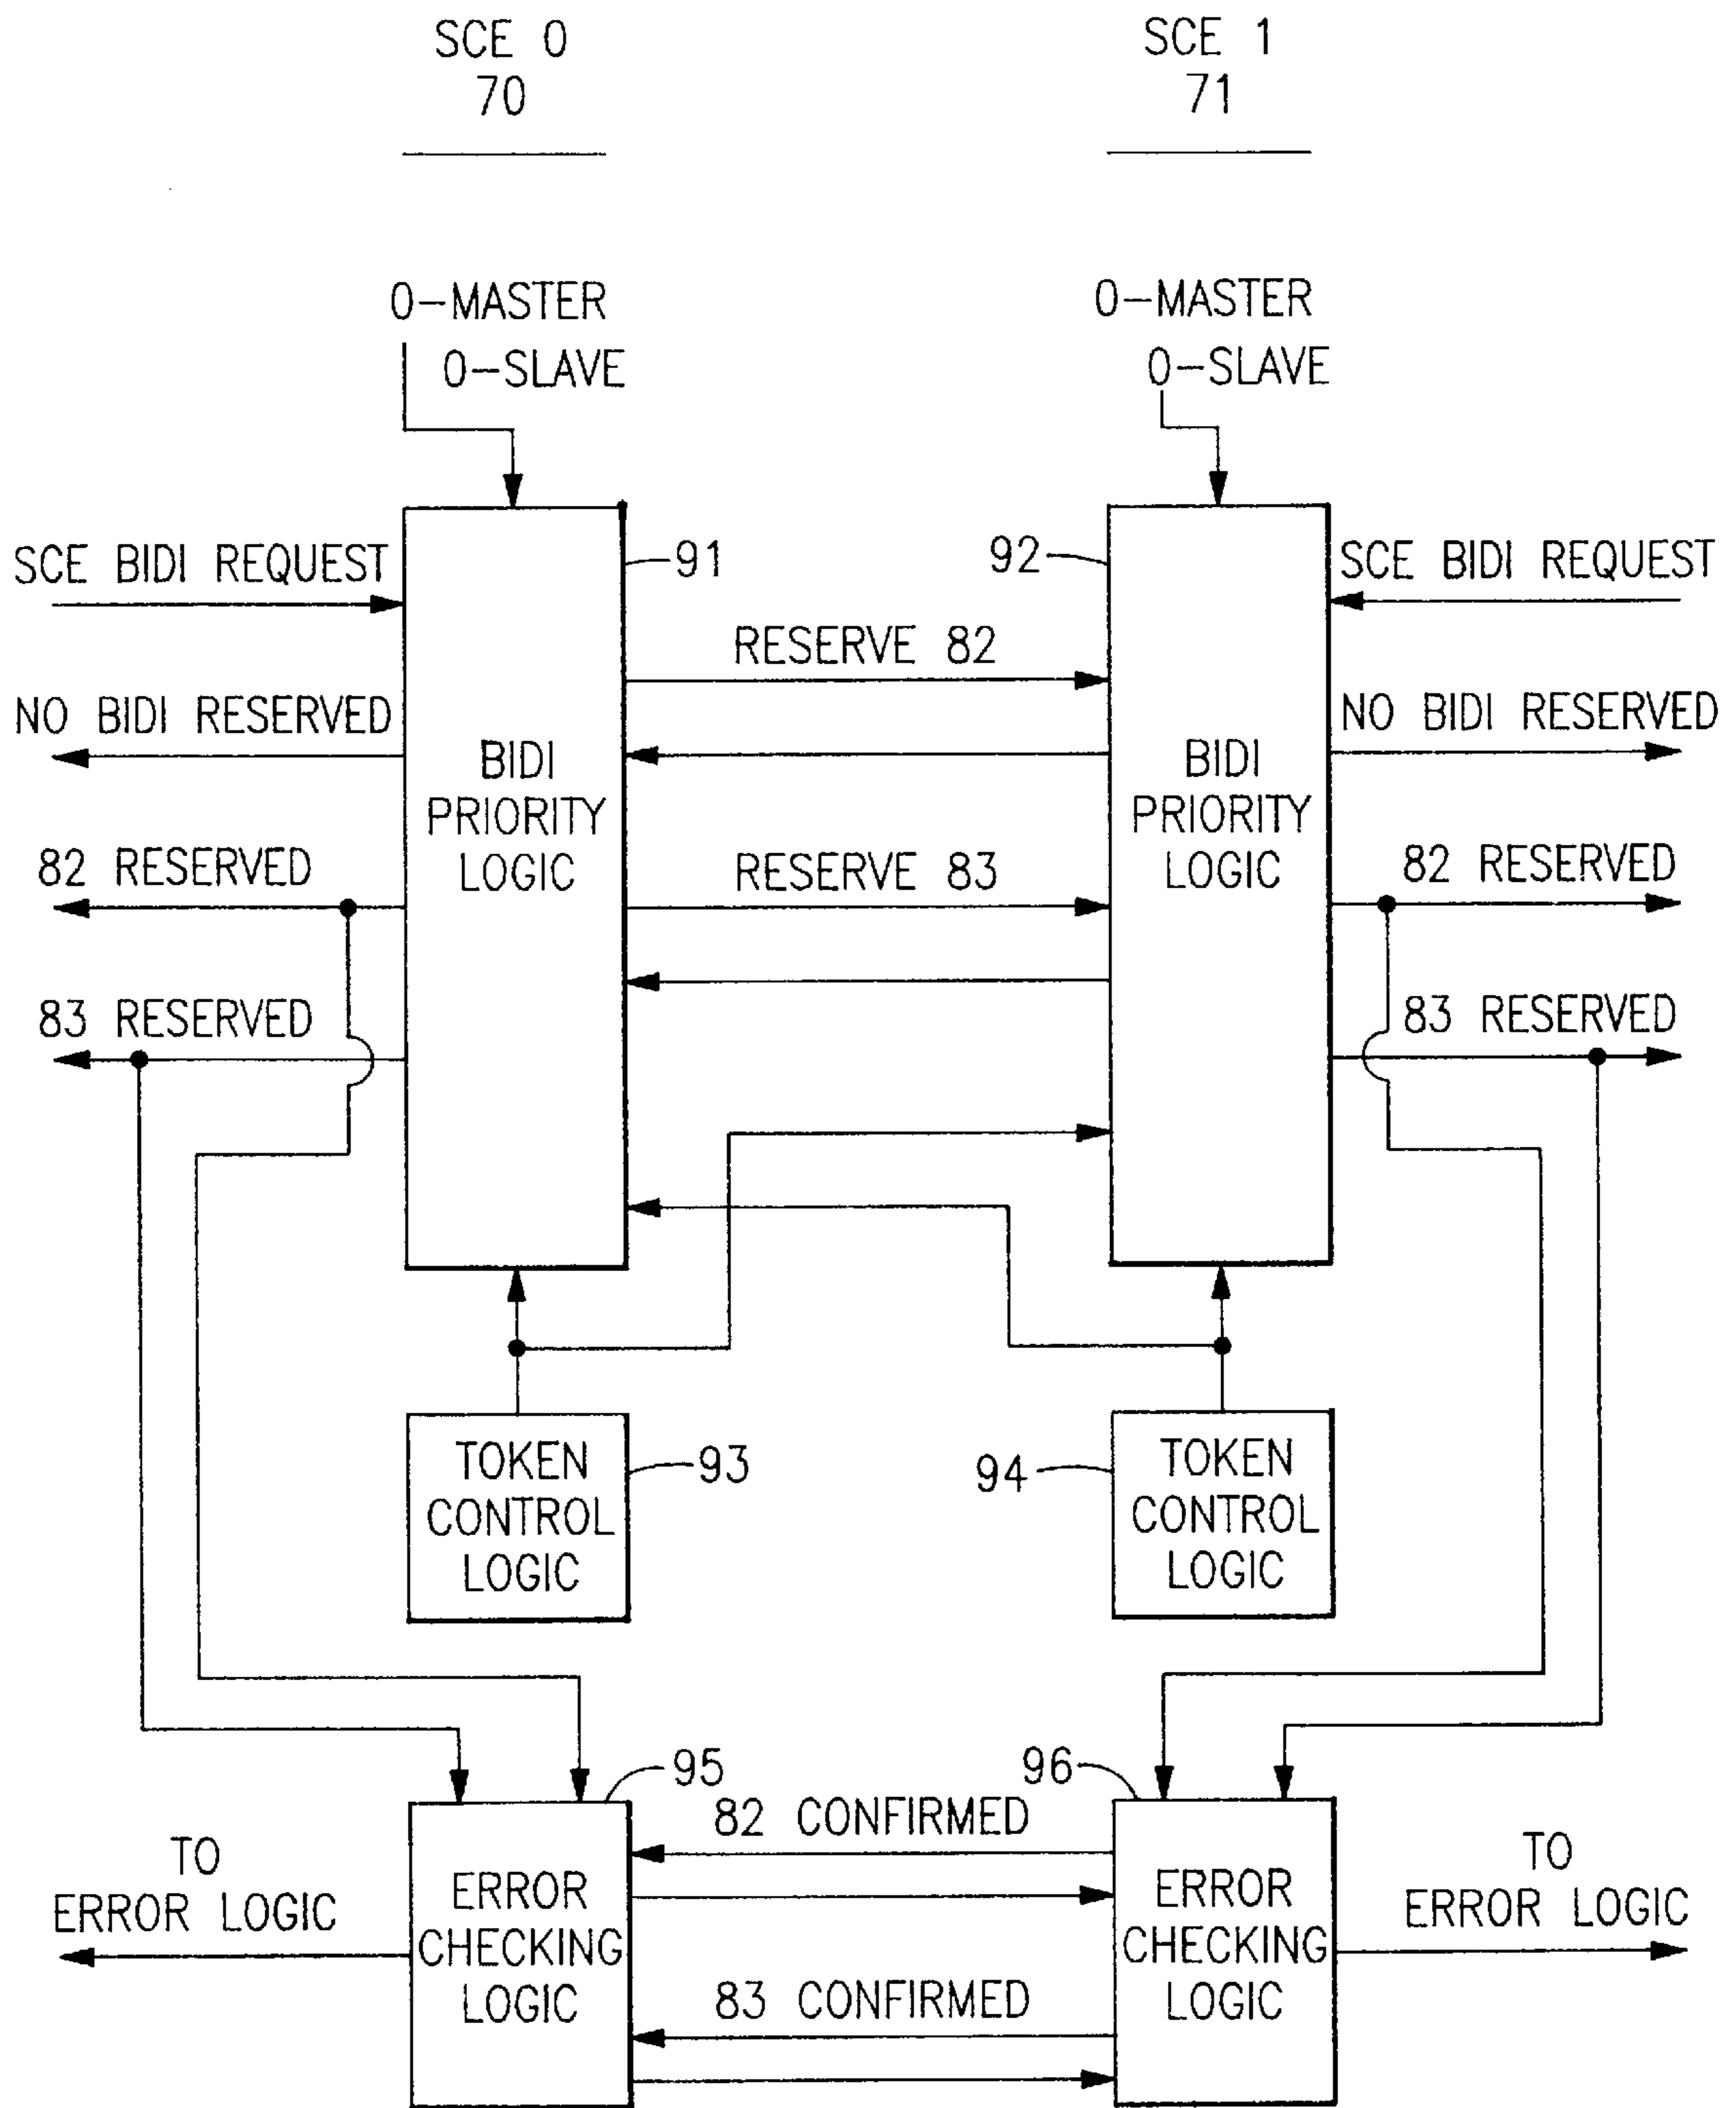 SCE 0
70
SCE 1
71
0-MASTER
0-SLAVE
0-MASTER
0-SLAVE
SCE BIDI REQUEST
91
92
SCE BIDI REQUEST
RESERVE 82
NO BIDI RESERVED
NO BIDI RESERVED
BIDI
PRIORITY
LOGIC
BIDI
PRIORITY
LOGIC
82 RESERVED
RESERVE 83
82 RESERVED
83 RESERVED
83 RESERVED
TOKEN
CONTROL
LOGIC
93
94
TOKEN
CONTROL
LOGIC
95
96
82 CONFIRMED
TO
ERROR LOGIC
ERROR
CHECKING
LOGIC
ERROR
CHECKING
LOGIC
TO
ERROR LOGIC
83 CONFIRMED